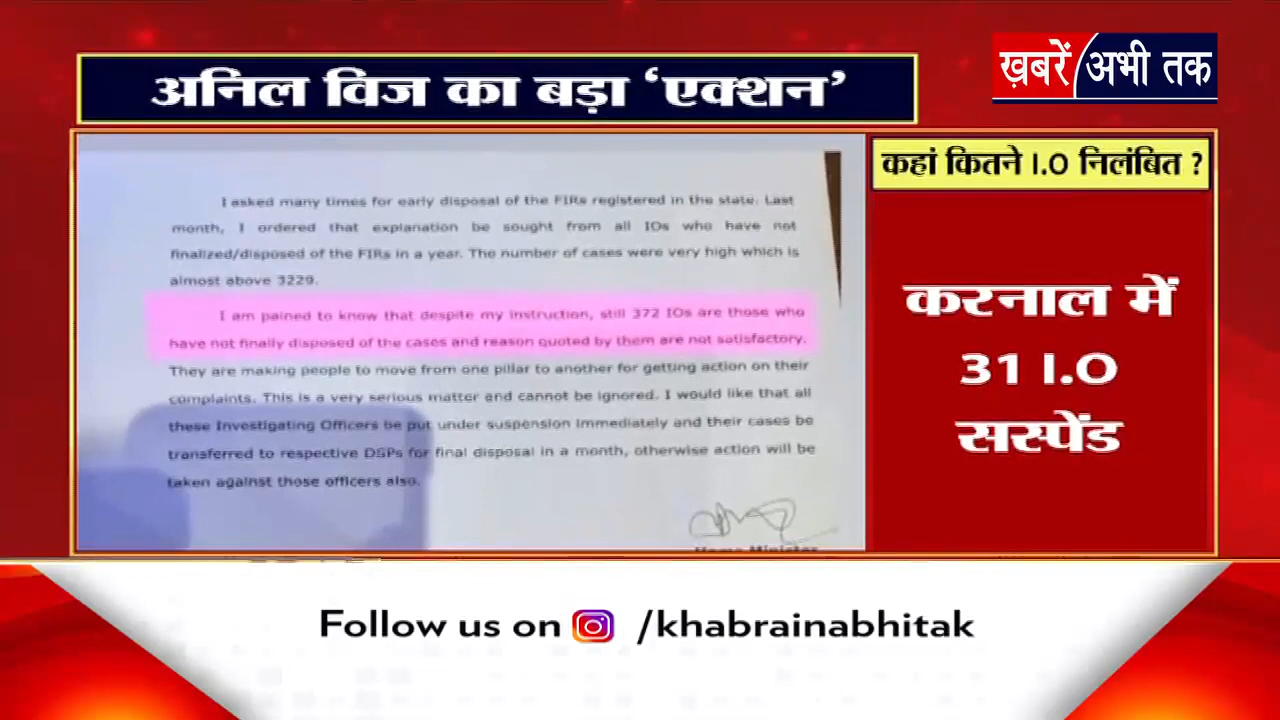 अनिल विज का बड़ा ‘एक्शन’
ख़बरें अभी तक
कहां कितने I.O निलंबित ?
I asked many times for early disposal of the FIRs registered in the state. Last
month, I ordered that explanation be sought from all IOs who have not
finalized/disposed of the FIRs in a year. The number of cases were very high which is
almost above 3229.
I am pained to know that despite my instruction, still 372 IOs are those who
have not finally disposed of the cases and reason quoted by them are not satisfactory.
They are making people to move from one pillar to another for getting action on their
complaints. This is a very serious matter and cannot be ignored. I would like that all
these Investigating Officers be put under suspension immediately and their cases be
transferred to respective DSPs for final disposal in a month, otherwise action will be
taken against those officers also.
Home Minister
करनाल में
31 I.O
सस्पेंड
Follow us on /khabrainabhitak